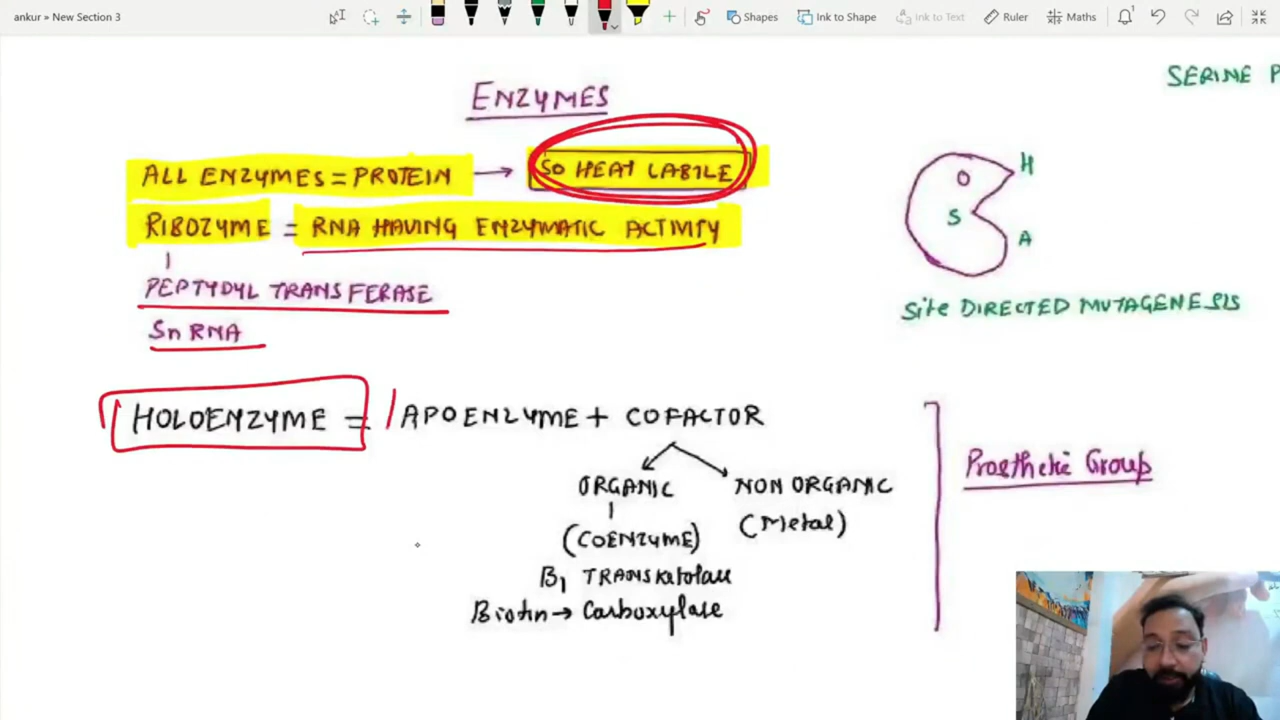 ankur » New Section 3
Shapes
Ink to Shape
Ink to Text
Ruler
Maths
ENZYMES
ALL ENZYMES = PROTEIN → SO HEAT LABILE
RIBOZYME = RNA HAVING ENZYMATIC ACTIVITY
PEPTYDYL TRANSFERASE
Sn RNA
HOLOENZYME = APOENZYME + COFACTOR
ORGANIC
NON ORGANIC
(COENZYME)
(Metal)
B1 TRANSKetolase
Biotin → Carboxylase
Prosthetic Group
SERINE P
H
O
S
A
Site DIRECTED MUTAGENESIS